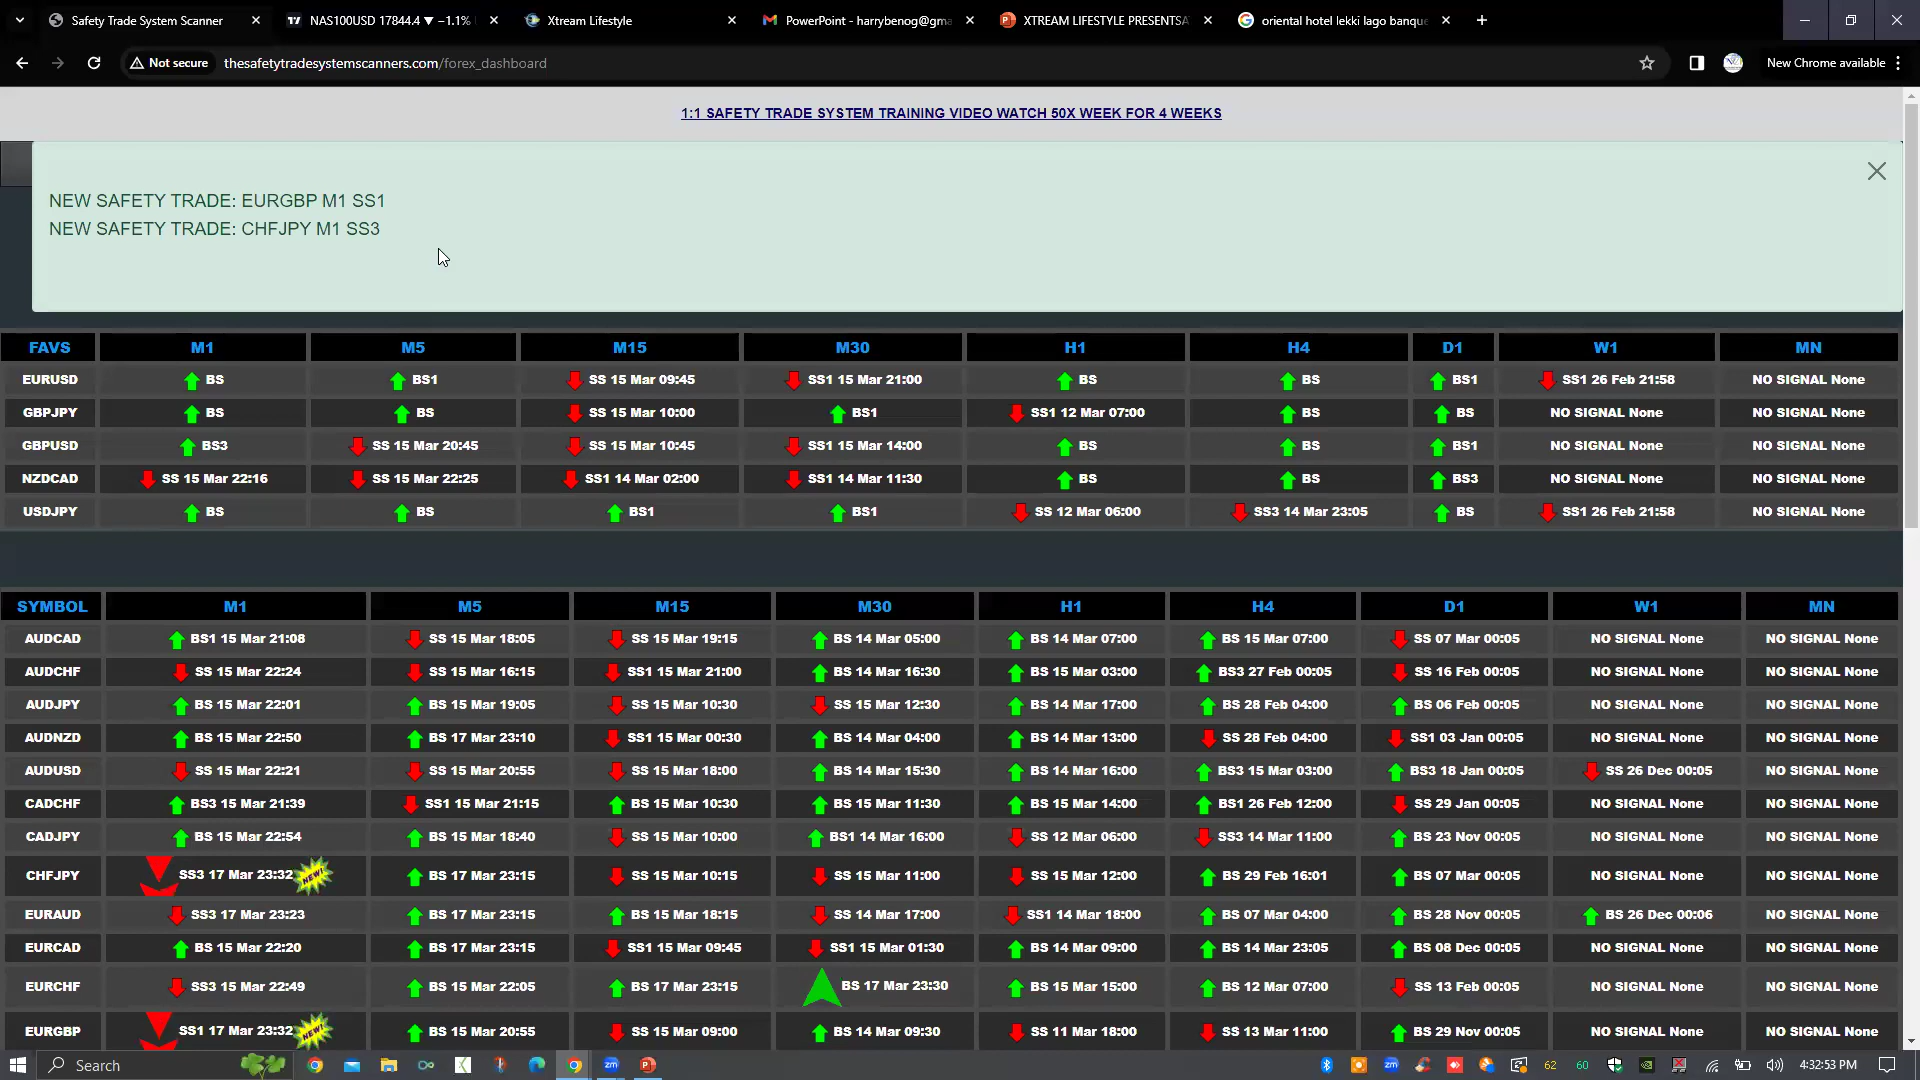 Safety Trade System Scanner
NAS100USD 17844.4 ▼ −1.1%
Xtream Lifestyle
PowerPoint - harrybenog@gma
XTREAM LIFESTYLE PRESENTSA
oriental hotel lekki lago banque
Not secure
thesafetytradesystemscanners.com/forex_dashboard
New Chrome available
1:1 SAFETY TRADE SYSTEM TRAINING VIDEO WATCH 50X WEEK FOR 4 WEEKS
NEW SAFETY TRADE: EURGBP M1 SS1
NEW SAFETY TRADE: CHFJPY M1 SS3
FAVS M1 M5 M15 M30 H1 H4 D1 W1 MN
EURUSD BS BS1 SS 15 Mar 09:45 SS1 15 Mar 21:00 BS BS BS1 SS1 26 Feb 21:58 NO SIGNAL None
GBPJPY BS BS SS 15 Mar 10:00 BS1 SS1 12 Mar 07:00 BS BS NO SIGNAL None NO SIGNAL None
GBPUSD BS3 SS 15 Mar 20:45 SS 15 Mar 10:45 SS1 15 Mar 14:00 BS BS BS1 NO SIGNAL None NO SIGNAL None
NZDCAD SS 15 Mar 22:16 SS 15 Mar 22:25 SS1 14 Mar 02:00 SS1 14 Mar 11:30 BS BS BS3 NO SIGNAL None NO SIGNAL None
USDJPY BS BS BS1 BS1 SS 12 Mar 06:00 SS3 14 Mar 23:05 BS SS1 26 Feb 21:58 NO SIGNAL None
SYMBOL M1 M5 M15 M30 H1 H4 D1 W1 MN
AUDCAD BS1 15 Mar 21:08 SS 15 Mar 18:05 SS 15 Mar 19:15 BS 14 Mar 05:00 BS 14 Mar 07:00 BS 15 Mar 07:00 SS 07 Mar 00:05 NO SIGNAL None NO SIGNAL None
AUDCHF SS 15 Mar 22:24 SS 15 Mar 16:15 SS1 15 Mar 21:00 BS 14 Mar 16:30 BS 15 Mar 03:00 BS3 27 Feb 00:05 SS 16 Feb 00:05 NO SIGNAL None NO SIGNAL None
AUDJPY BS 15 Mar 22:01 BS 15 Mar 19:05 SS 15 Mar 10:30 SS 15 Mar 12:30 BS 14 Mar 17:00 BS 28 Feb 04:00 BS 06 Feb 00:05 NO SIGNAL None NO SIGNAL None
AUDNZD BS 15 Mar 22:50 BS 17 Mar 23:10 SS1 15 Mar 00:30 BS 14 Mar 04:00 BS 14 Mar 13:00 SS 28 Feb 04:00 SS1 03 Jan 00:05 NO SIGNAL None NO SIGNAL None
AUDUSD SS 15 Mar 22:21 SS 15 Mar 20:55 SS 15 Mar 18:00 BS 14 Mar 15:30 BS 14 Mar 16:00 BS3 15 Mar 03:00 BS3 18 Jan 00:05 SS 26 Dec 00:05 NO SIGNAL None
CADCHF BS3 15 Mar 21:39 SS1 15 Mar 21:15 BS 15 Mar 10:30 BS 15 Mar 11:30 BS 15 Mar 14:00 BS1 26 Feb 12:00 SS 29 Jan 00:05 NO SIGNAL None NO SIGNAL None
CADJPY BS 15 Mar 22:54 BS 15 Mar 18:40 SS 15 Mar 10:00 BS1 14 Mar 16:00 SS 12 Mar 06:00 SS3 14 Mar 11:00 BS 23 Nov 00:05 NO SIGNAL None NO SIGNAL None
CHFJPY SS3 17 Mar 23:32 NEW! BS 17 Mar 23:15 SS 15 Mar 10:15 SS 15 Mar 11:00 SS 15 Mar 12:00 BS 29 Feb 16:01 BS 07 Mar 00:05 NO SIGNAL None NO SIGNAL None
EURAUD SS3 17 Mar 23:23 BS 17 Mar 23:15 BS 15 Mar 18:15 SS 14 Mar 17:00 SS1 14 Mar 18:00 BS 07 Mar 04:00 BS 28 Nov 00:05 BS 26 Dec 00:06 NO SIGNAL None
EURCAD BS 15 Mar 22:20 BS 17 Mar 23:15 SS1 15 Mar 09:45 SS1 15 Mar 01:30 BS 14 Mar 09:00 BS 14 Mar 23:05 BS 08 Dec 00:05 NO SIGNAL None NO SIGNAL None
EURCHF SS3 15 Mar 22:49 BS 15 Mar 22:05 BS 17 Mar 23:15 BS 17 Mar 23:30 BS 15 Mar 15:00 BS 12 Mar 07:00 SS 13 Feb 00:05 NO SIGNAL None NO SIGNAL None
EURGBP SS1 17 Mar 23:32 NEW! BS 15 Mar 20:55 SS 15 Mar 09:00 BS 14 Mar 09:30 SS 11 Mar 18:00 SS 13 Mar 11:00 BS 29 Nov 00:05 NO SIGNAL None NO SIGNAL None
Search
62 60 4:32:53 PM